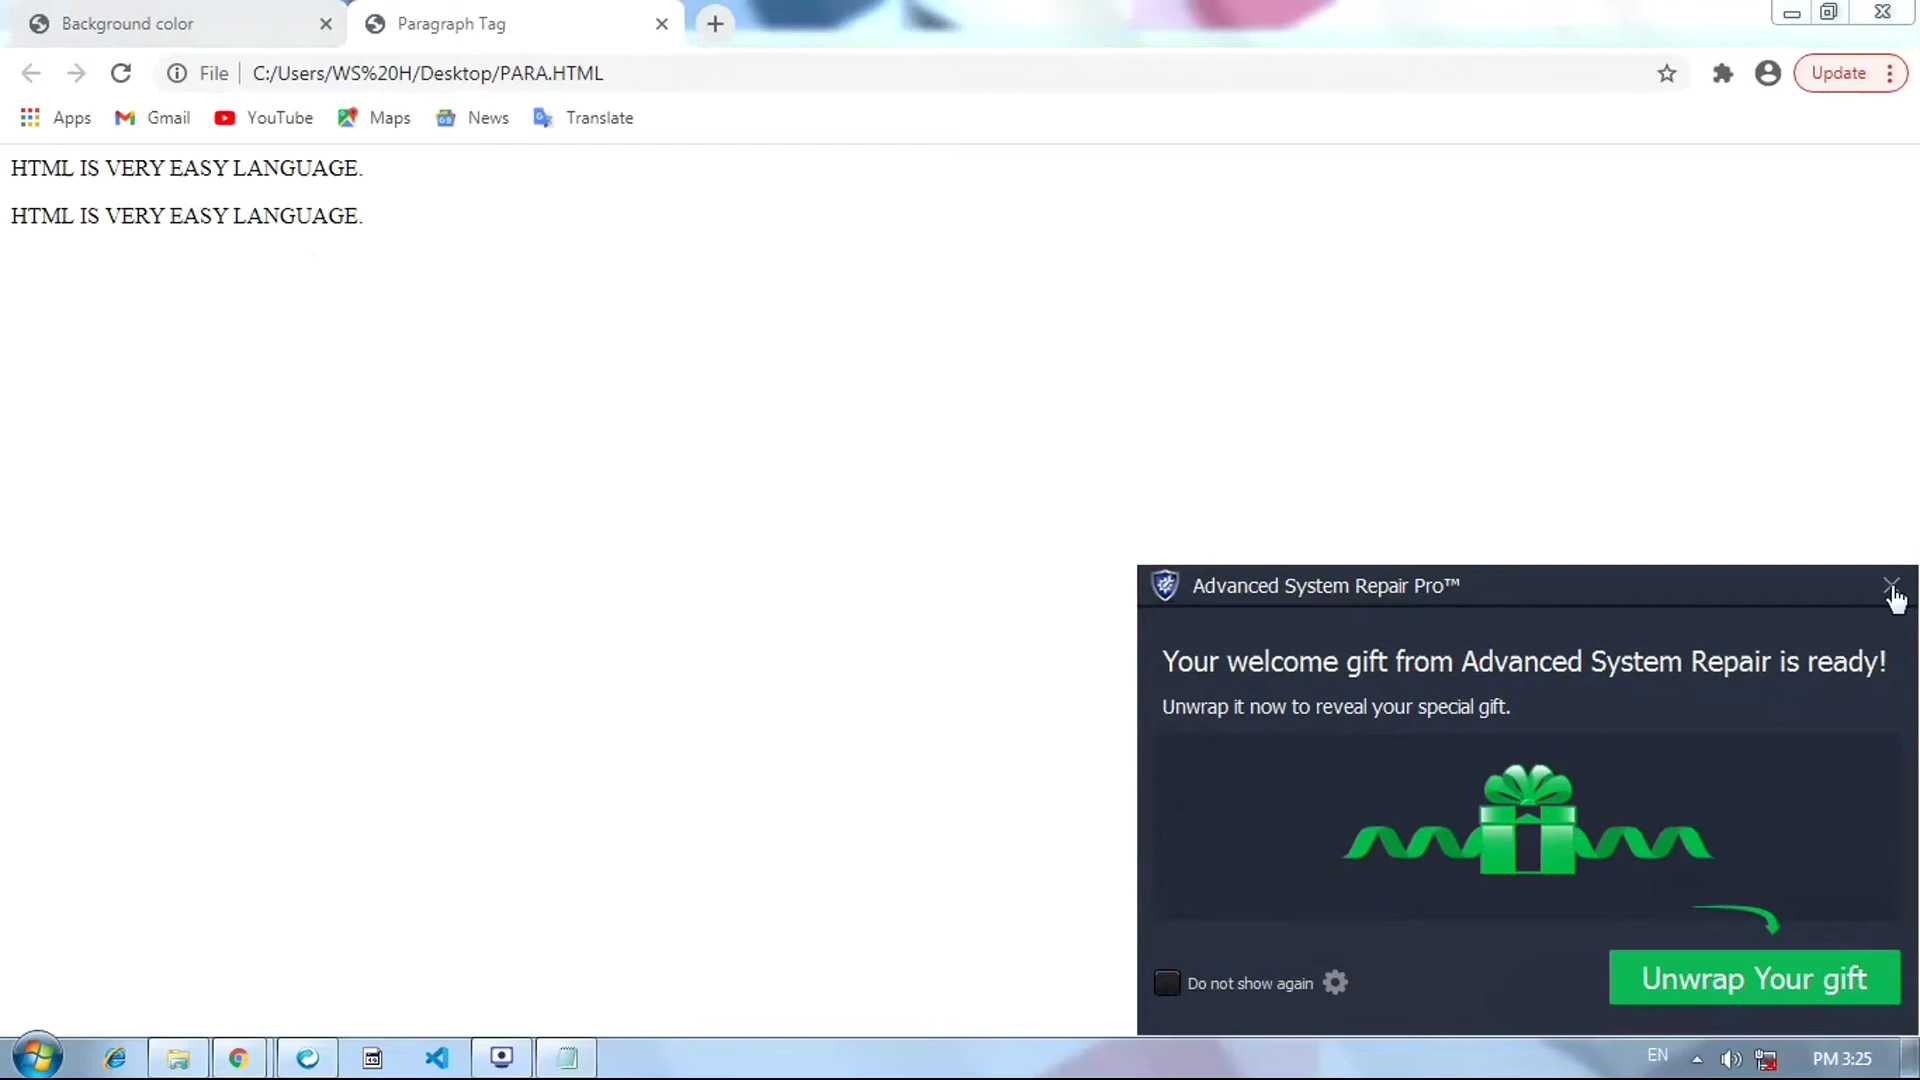 Background color
Paragraph Tag
File
C:/Users/WS%20H/Desktop/PARA.HTML
Update
Apps
Gmail
YouTube
Maps
News
Translate
HTML IS VERY EASY LANGUAGE.
HTML IS VERY EASY LANGUAGE.
Advanced System Repair Pro™
Your welcome gift from Advanced System Repair is ready!
Unwrap it now to reveal your special gift.
Do not show again
Unwrap Your gift
EN
PM 3:25